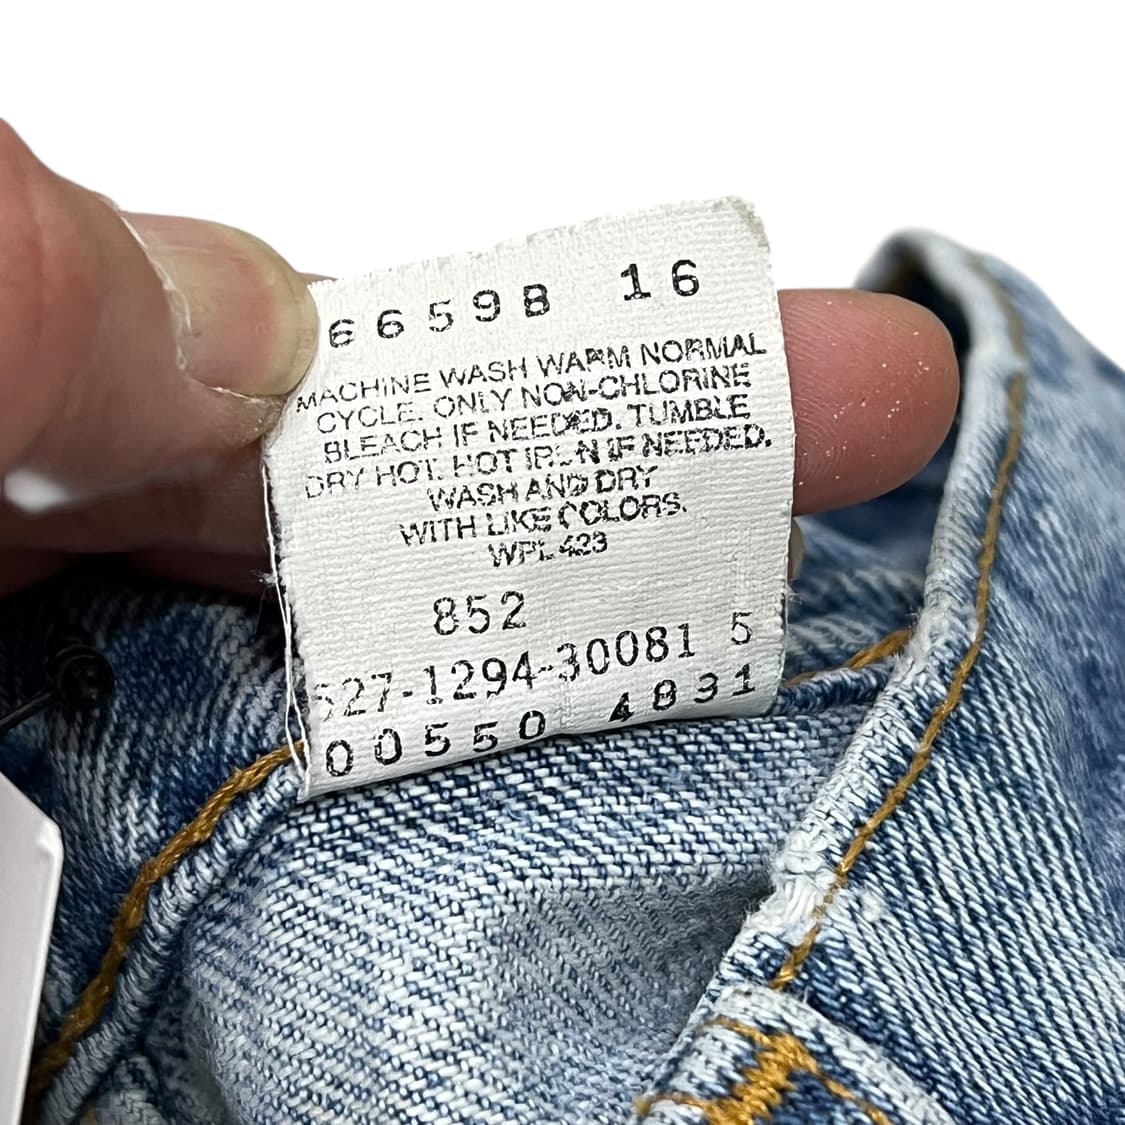 66598 16
MACHINE WASH WARM NORMAL
CYCLE. ONLY NON-CHLORINE
BLEACH IF NEEDED. TUMBLE
DRY HOT. HOT IRON IF NEEDED.
WASH AND DRY
WITH LIKE COLORS.
WPL 423
852
527-1294-30081 5
00550 4831